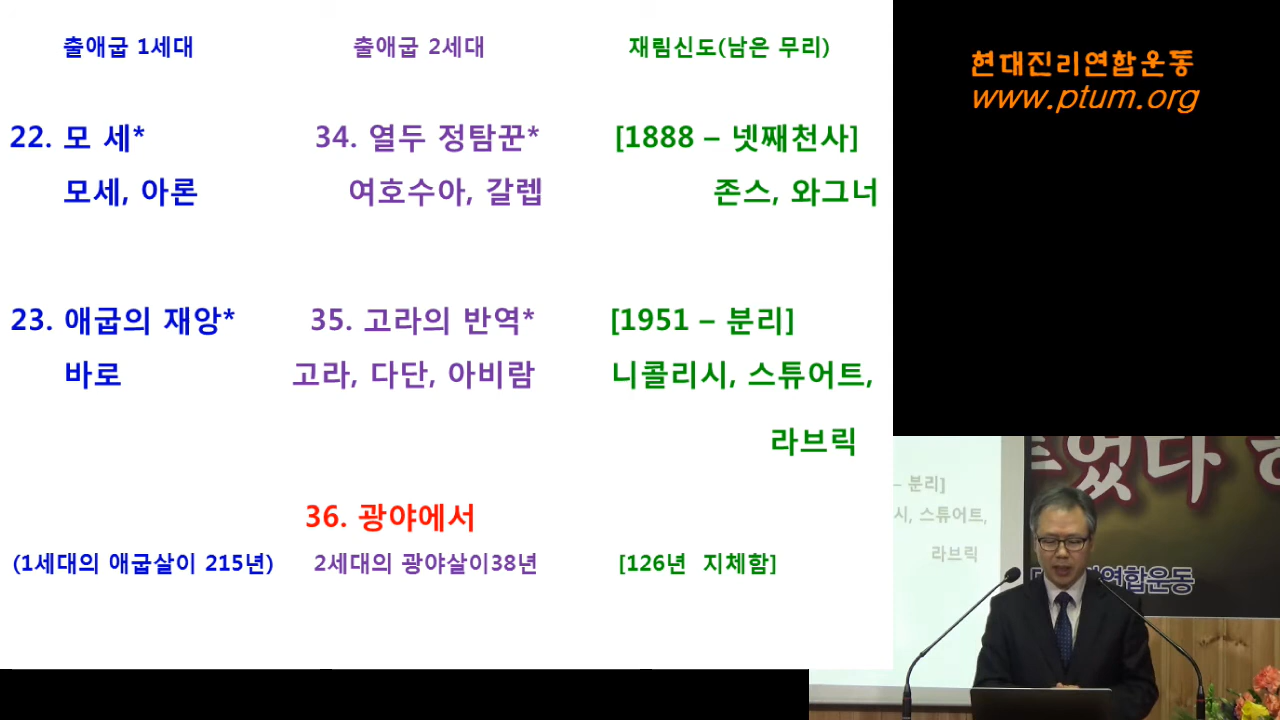 출애굽 1세대
출애굽 2세대
재림신도(남은 무리)
22. 모 세*
34. 열두 정탐꾼*
[1888 – 넷째천사]
모세, 아론
여호수아, 갈렙
존스, 와그너
23. 애굽의 재앙*
35. 고라의 반역*
[1951 – 분리]
바로
고라, 다단, 아비람
니콜리시, 스튜어트,
라브릭
36. 광야에서
(1세대의 애굽살이 215년)
2세대의 광야살이38년
[126년 지체함]
현대진리연합운동
www.ptum.org
– 분리]
시, 스튜어트,
라브릭
었다
연합운동